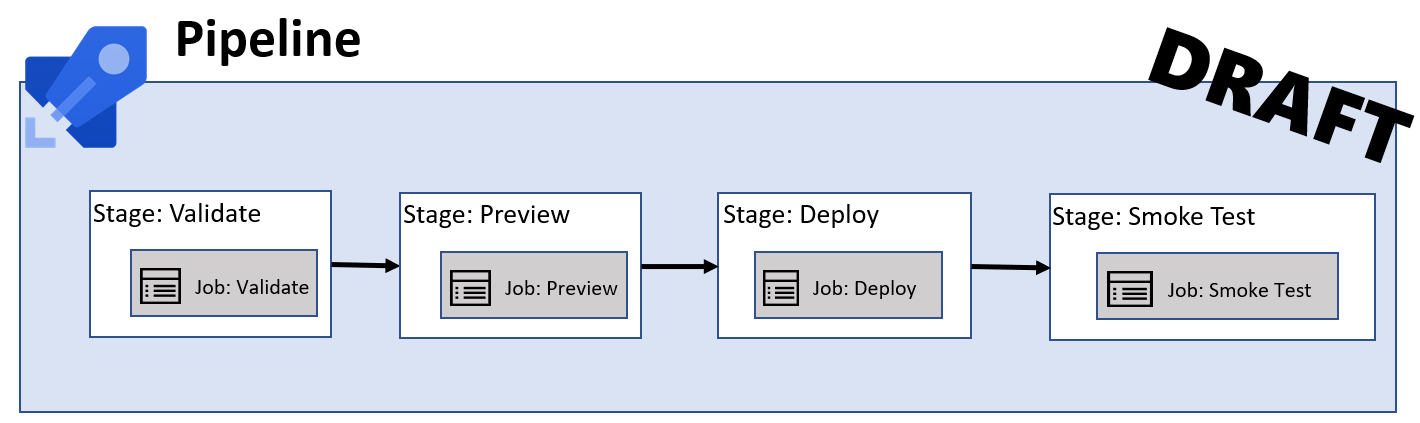 Pipeline
DRAFT
Stage: Validate
Job: Validate
Stage: Preview
Job: Preview
Stage: Deploy
Job: Deploy
Stage: Smoke Test
Job: Smoke Test